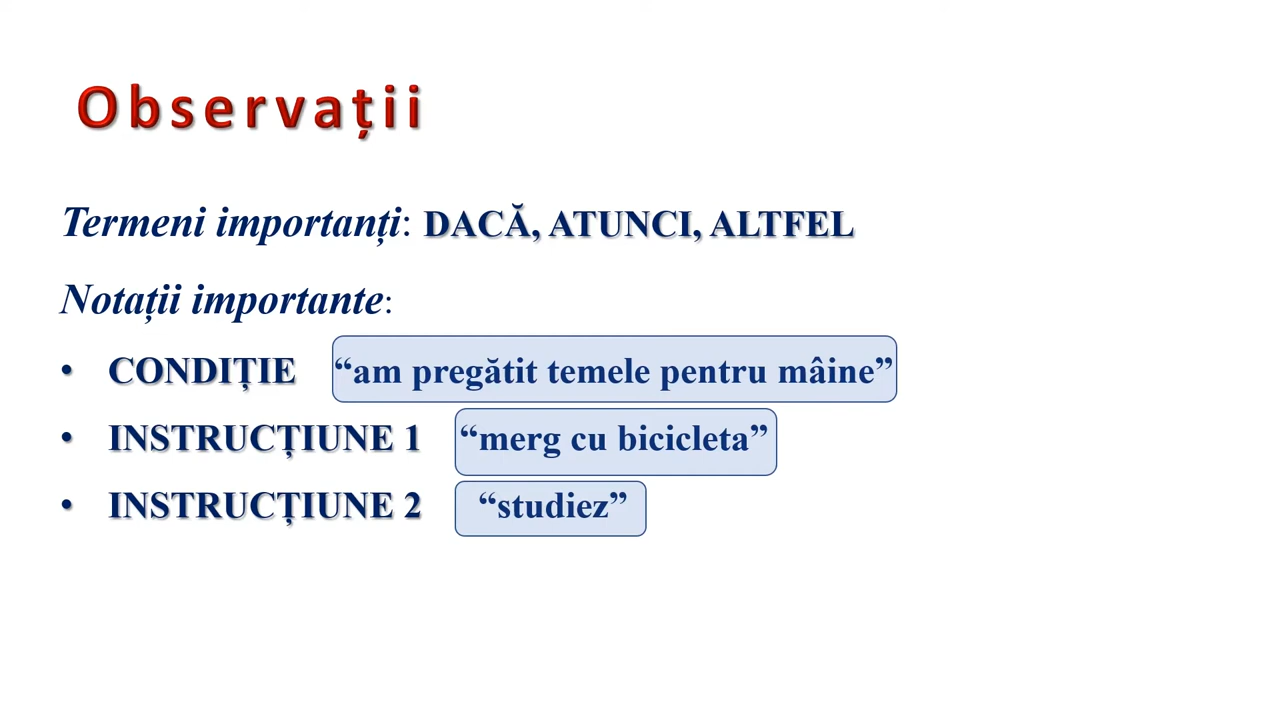 Observații
Termeni importanți: DACĂ, ATUNCI, ALTFEL
Notații importante:
• CONDIȚIE “am pregătit temele pentru mâine”
• INSTRUCȚIUNE 1 “merg cu bicicleta”
• INSTRUCȚIUNE 2 “studiez”